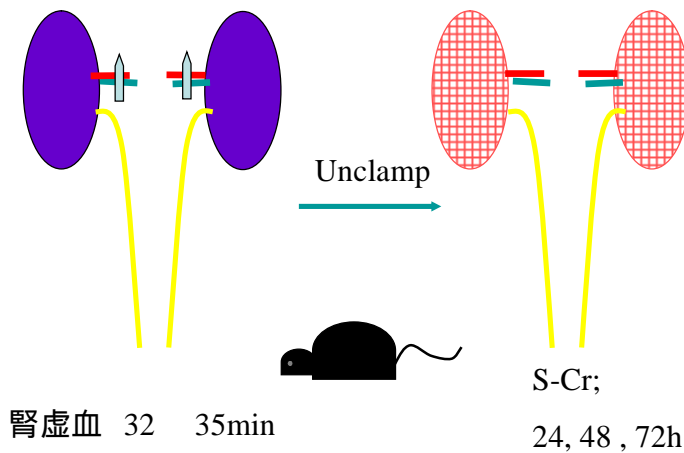 Unclamp
腎虚血 32 35min
S-Cr;
24, 48 , 72h